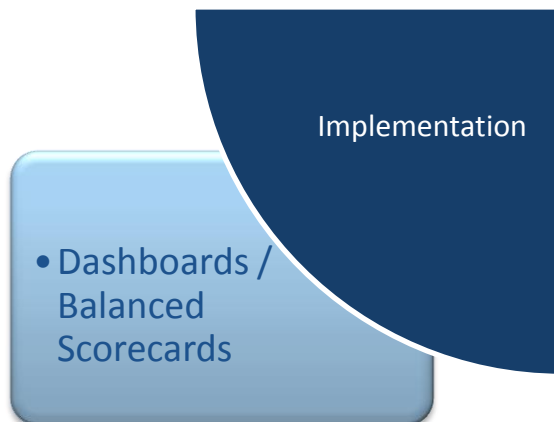 Implementation
• Dashboards /
Balanced
Scorecards